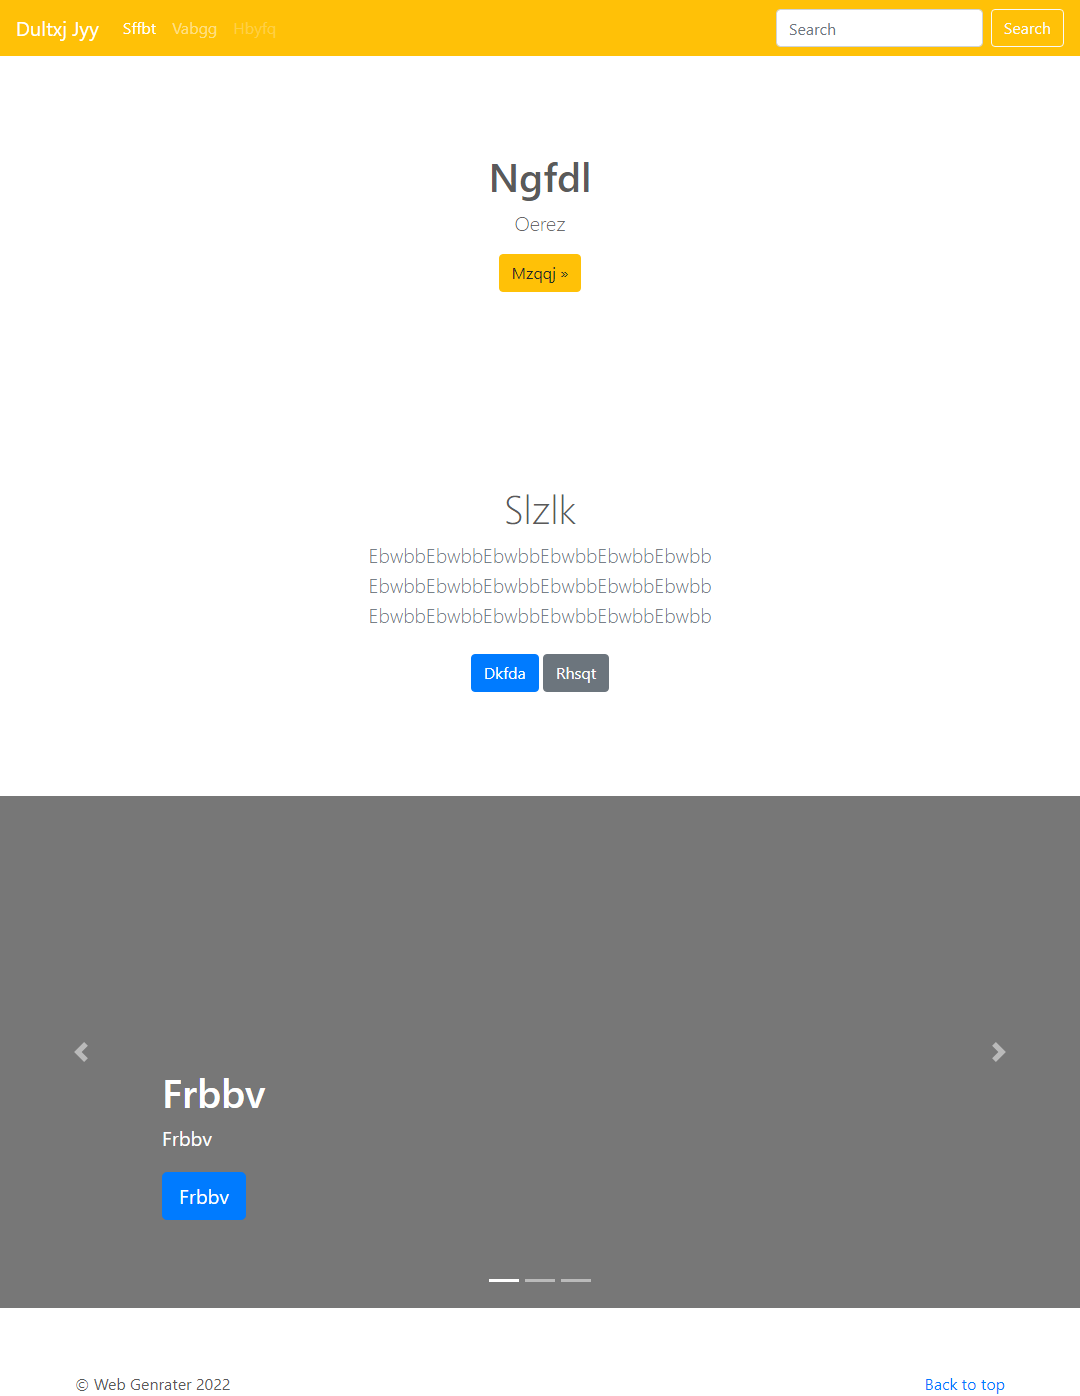 Dultxj Jyy Sffbt Vabgg Hbyfq Search Search
Ngfdl
Oerez
Mzqqj »
Slzlk
EbwbbEbwbbEbwbbEbwbbEbwbbEbwbb
EbwbbEbwbbEbwbbEbwbbEbwbbEbwbb
EbwbbEbwbbEbwbbEbwbbEbwbbEbwbb
Dkfda Rhsqt
Frbbv
Frbbv
Frbbv
© Web Genrater 2022 Back to top